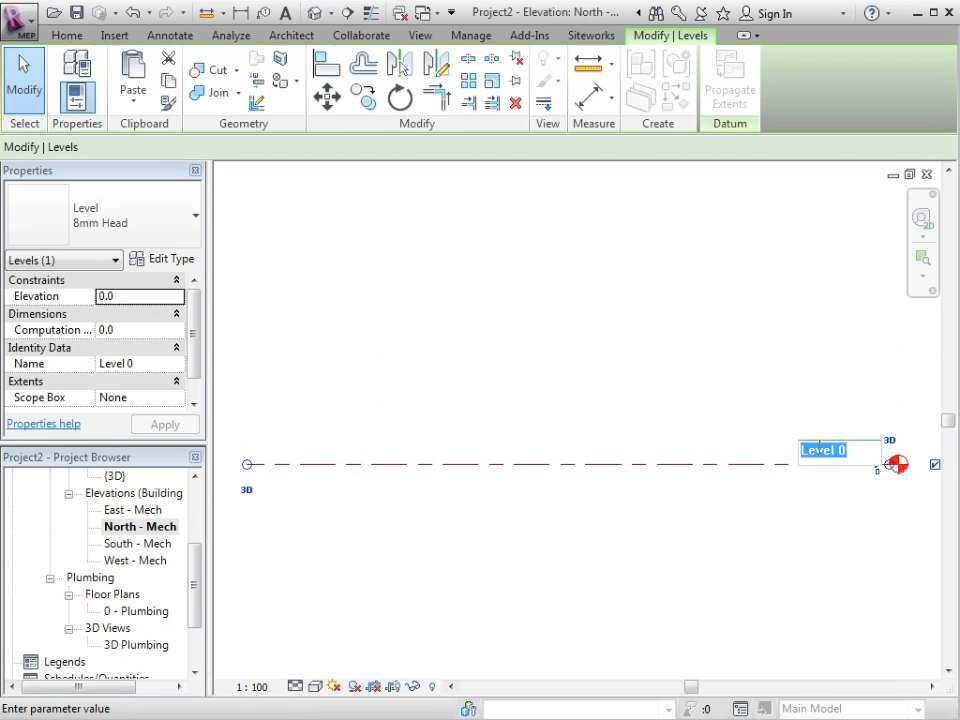 Project2 - Elevation: North -...
Sign In
MEP
Home
Insert
Annotate
Analyze
Architect
Collaborate
View
Manage
Add-Ins
Siteworks
Modify | Levels
Modify
Paste
Cut
Join
Propagate
Extents
Select
Properties
Clipboard
Geometry
Modify
View
Measure
Create
Datum
Modify | Levels
Properties
Level
8mm Head
Levels (1)
Edit Type
Constraints
Elevation
0.0
Dimensions
Computation ...
0.0
Identity Data
Name
Level 0
Extents
Scope Box
None
Properties help
Apply
2D
Level 0
3D
3D
Project2 - Project Browser
{3D}
Elevations (Building
East - Mech
North - Mech
South - Mech
West - Mech
Plumbing
Floor Plans
0 - Plumbing
3D Views
3D Plumbing
Legends
Schedules/Quantities
1 : 100
Enter parameter value
:0
Main Model